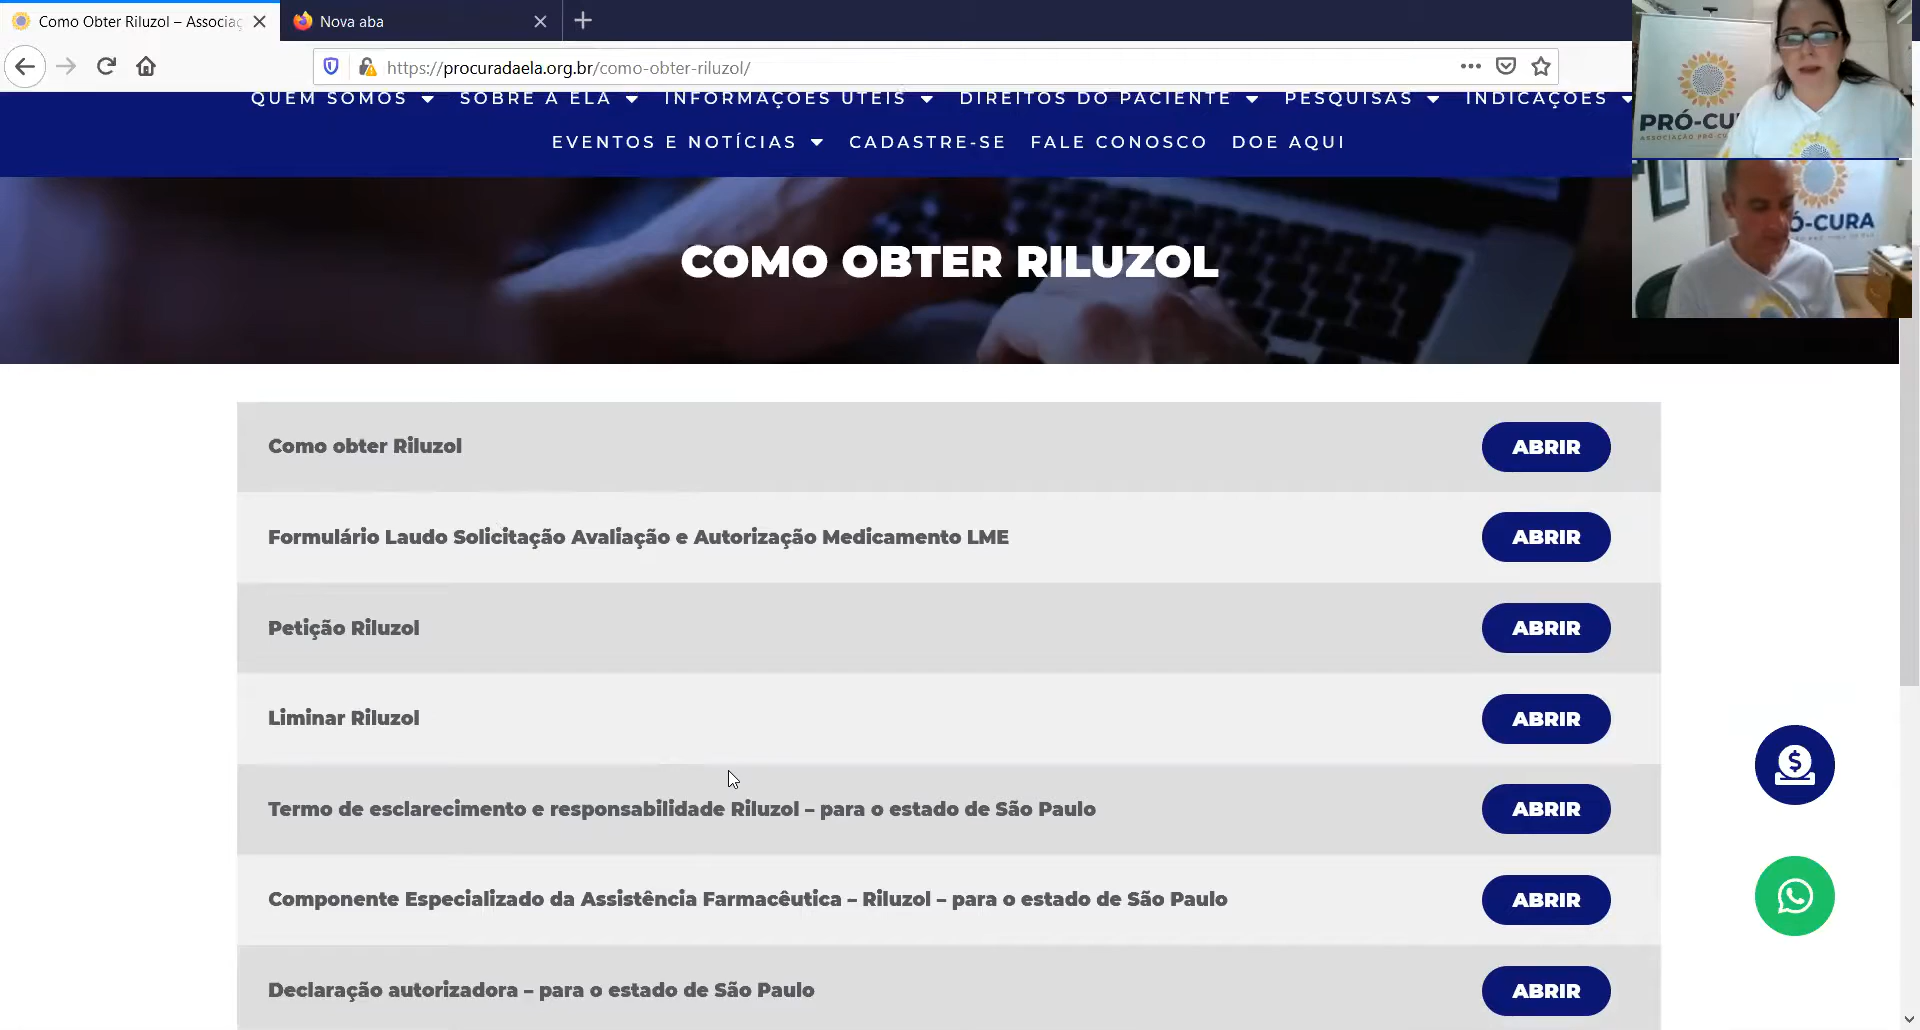 Como Obter Riluzol – Associaç
Nova aba
https://procuradaela.org.br/como-obter-riluzol/
QUEM SOMOS SOBRE A ELA INFORMAÇÕES ÚTEIS DIREITOS DO PACIENTE PESQUISAS INDICAÇÕES
EVENTOS E NOTÍCIAS CADASTRE-SE FALE CONOSCO DOE AQUI
PRÓ-CU
ASSOCIAÇÃO PRÓ
Ó-CURA
COMO OBTER RILUZOL
Como obter Riluzol ABRIR
Formulário Laudo Solicitação Avaliação e Autorização Medicamento LME ABRIR
Petição Riluzol ABRIR
Liminar Riluzol ABRIR
Termo de esclarecimento e responsabilidade Riluzol – para o estado de São Paulo ABRIR
Componente Especializado da Assistência Farmacêutica – Riluzol – para o estado de São Paulo ABRIR
Declaração autorizadora – para o estado de São Paulo ABRIR